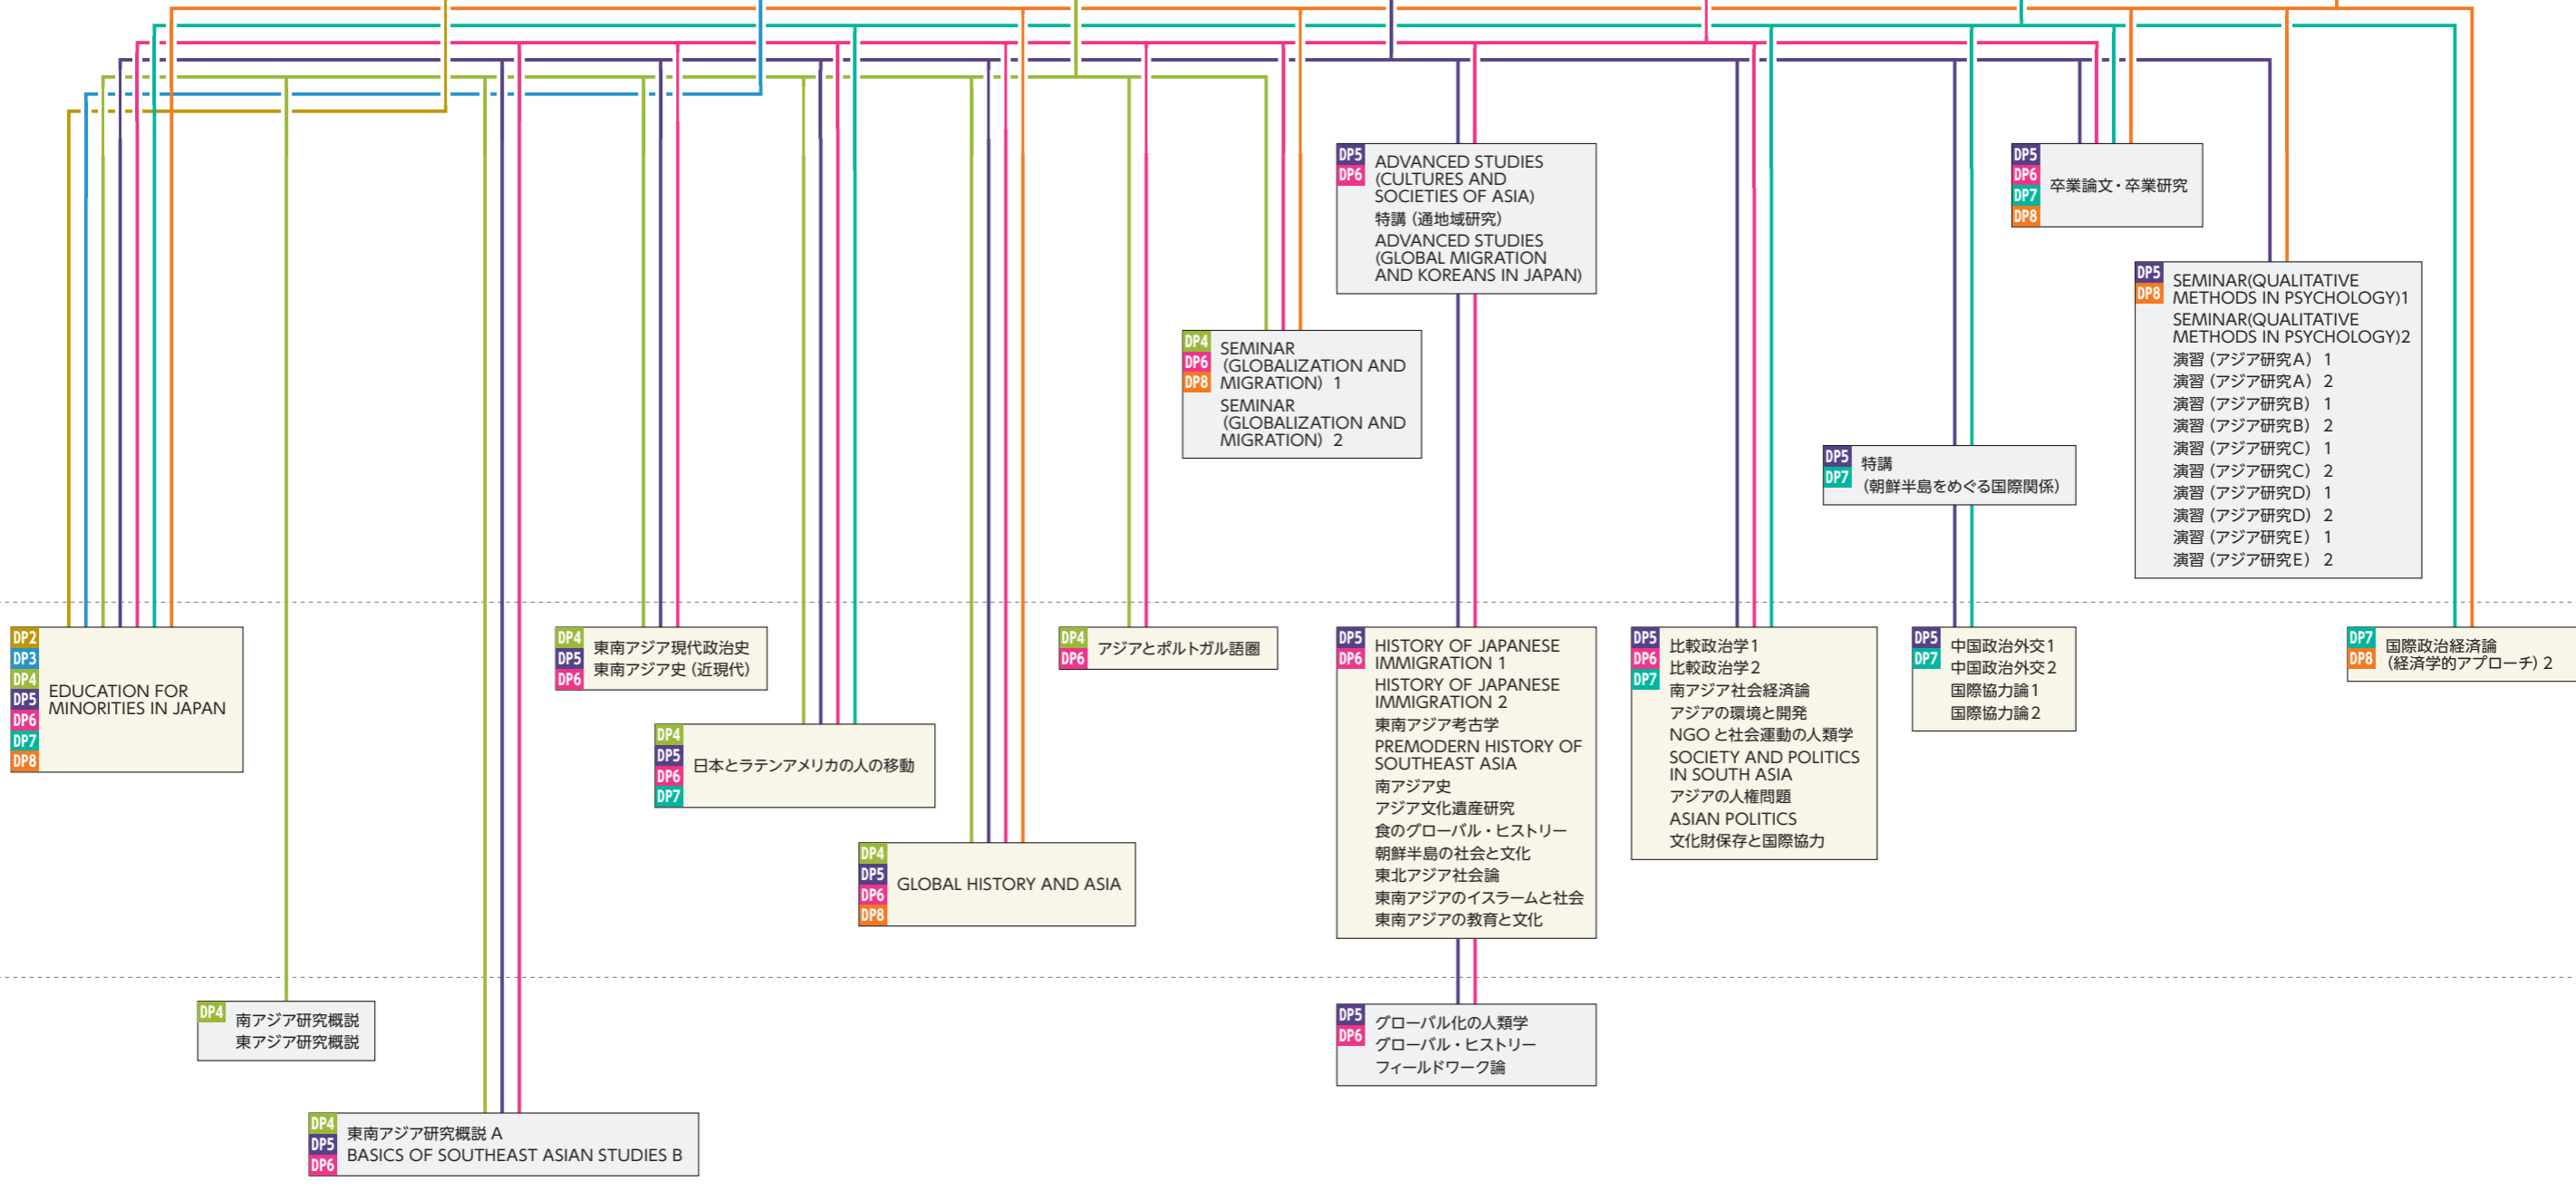 DP5
DP6
ADVANCED STUDIES
(CULTURES AND
SOCIETIES OF ASIA)
特講（通地域研究）
ADVANCED STUDIES
(GLOBAL MIGRATION
AND KOREANS IN JAPAN)
DP5
DP6
DP7
DP8
卒業論文・卒業研究
DP5
DP8
SEMINAR(QUALITATIVE
METHODS IN PSYCHOLOGY)1
SEMINAR(QUALITATIVE
METHODS IN PSYCHOLOGY)2
演習（アジア研究A） 1
演習（アジア研究A） 2
演習（アジア研究B） 1
演習（アジア研究B） 2
演習（アジア研究C） 1
演習（アジア研究C） 2
演習（アジア研究D） 1
演習（アジア研究D） 2
演習（アジア研究E） 1
演習（アジア研究E） 2
DP4
DP6
DP8
SEMINAR
（GLOBALIZATION AND
MIGRATION）1
SEMINAR
（GLOBALIZATION AND
MIGRATION）2
DP5
DP7
特講
（朝鮮半島をめぐる国際関係）
DP2
DP3
DP4
DP5
DP6
DP7
DP8
EDUCATION FOR
MINORITIES IN JAPAN
DP4
DP5
DP6
東南アジア現代政治史
東南アジア史（近現代）
DP4
DP5
DP6
DP7
日本とラテンアメリカの人の移動
DP4
DP5
DP6
DP8
GLOBAL HISTORY AND ASIA
DP4
DP6
アジアとポルトガル語圏
DP5
DP6
HISTORY OF JAPANESE
IMMIGRATION 1
HISTORY OF JAPANESE
IMMIGRATION 2
東南アジア考古学
PREMODERN HISTORY OF
SOUTHEAST ASIA
南アジア史
アジア文化遺産研究
食のグローバル・ヒストリー
朝鮮半島の社会と文化
東北アジア社会論
東南アジアのイスラームと社会
東南アジアの教育と文化
DP5
DP6
DP7
比較政治学1
比較政治学2
南アジア社会経済論
アジアの環境と開発
NGO と社会運動の人類学
SOCIETY AND POLITICS
IN SOUTH ASIA
アジアの人権問題
ASIAN POLITICS
文化財保存と国際協力
DP5
DP7
中国政治外交1
中国政治外交2
国際協力論1
国際協力論2
DP7
DP8
国際政治経済論
（経済学的アプローチ）2
DP4
南アジア研究概説
東アジア研究概説
DP5
DP6
グローバル化の人類学
グローバル・ヒストリー
フィールドワーク論
DP4
DP5
DP6
東南アジア研究概説 A
BASICS OF SOUTHEAST ASIAN STUDIES B